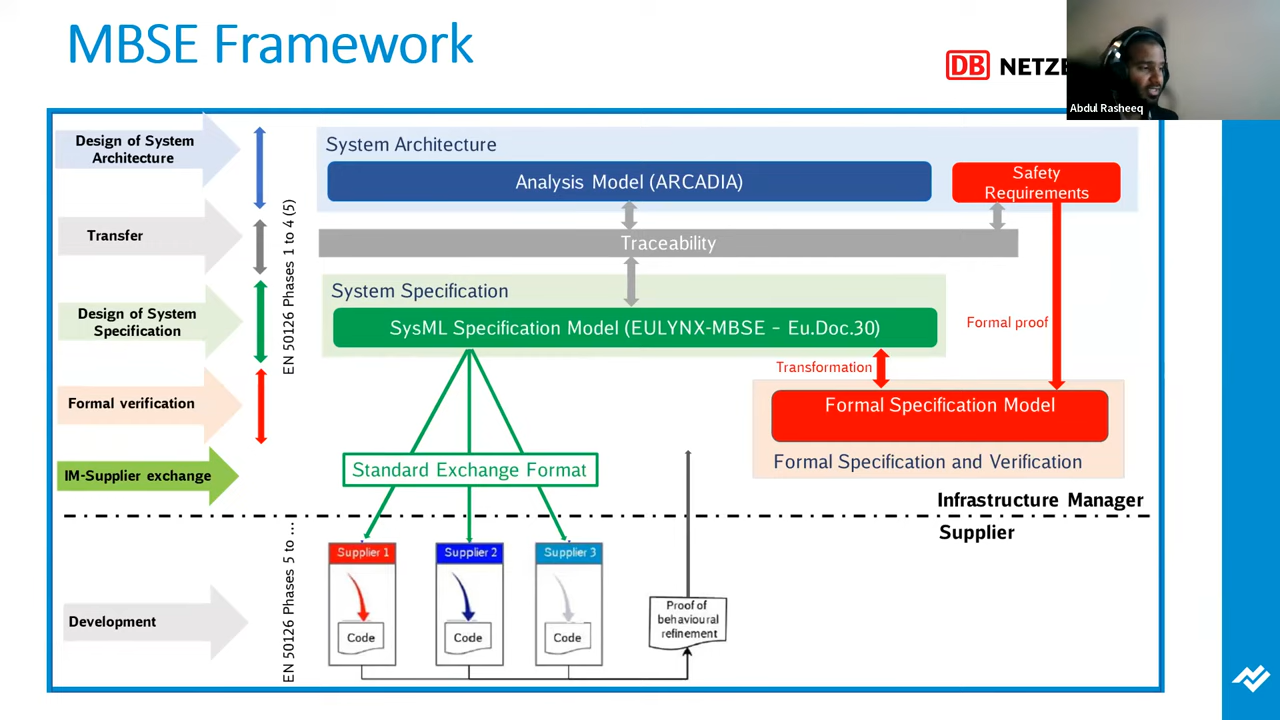 MBSE Framework
DB NETZE
Abdul Rasheeq
Design of System
Architecture
System Architecture
Analysis Model (ARCADIA)
Safety
Requirements
Transfer
Traceability
EN 50126 Phases 1 to 4 (5)
Design of System
Specification
System Specification
SysML Specification Model (EULYNX-MBSE – Eu.Doc.30)
Formal proof
Transformation
Formal verification
Formal Specification Model
Formal Specification and Verification
IM-Supplier exchange
Standard Exchange Format
Infrastructure Manager
Supplier
EN 50126 Phases 5 to ...
Supplier 1
Supplier 2
Supplier 3
Development
Code
Code
Code
Proof of
behavioural
refinement